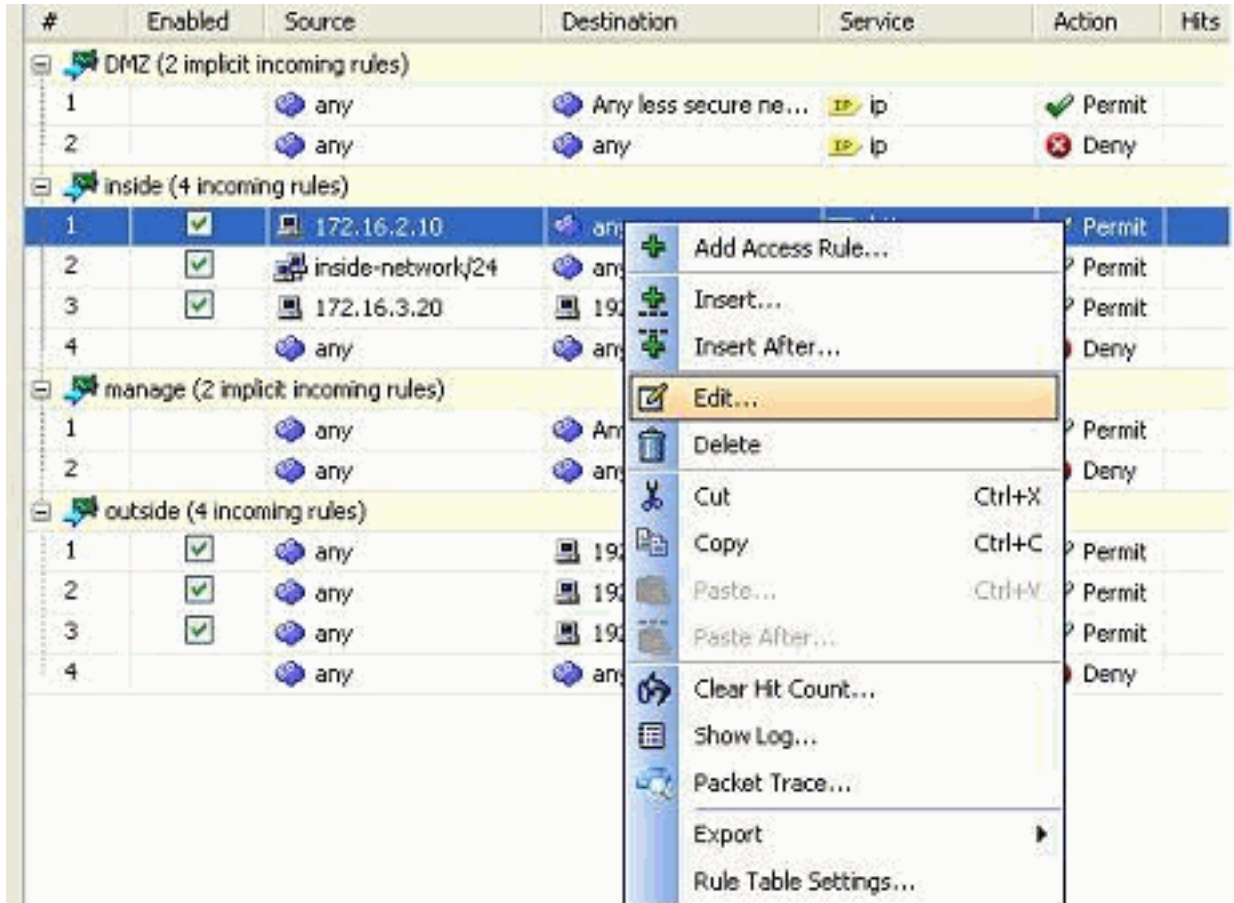 # Enabled Source Destination Service Action Hits
DMZ (2 implicit incoming rules)
1 any Any less secure ne... ip Permit
2 any any ip Deny
inside (4 incoming rules)
1 172.16.2.10 Permit
Add Access Rule...
2 inside-network/24 Permit
Insert...
3 172.16.3.20 Permit
Insert After...
4 any Deny
manage (2 implicit incoming rules)
Edit...
1 any Permit
Delete
2 any Deny
Cut Ctrl+X
outside (4 incoming rules)
Copy Ctrl+C
1 any Permit
Paste... Ctrl+V
2 any Permit
Paste After...
3 any Permit
4 any Deny
Clear Hit Count...
Show Log...
Packet Trace...
Export
Rule Table Settings...